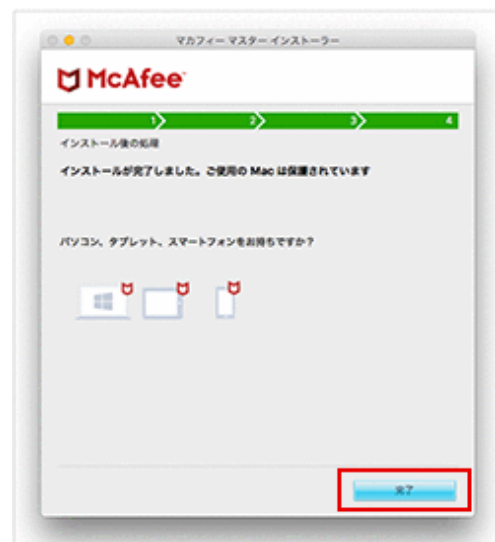 マカフィー マスター インストーラー
McAfee
1 2 3 4
インストール後の処理
インストールが完了しました。ご使用の Mac は保護されています
パソコン、タブレット、スマートフォンをお持ちですか？
完了